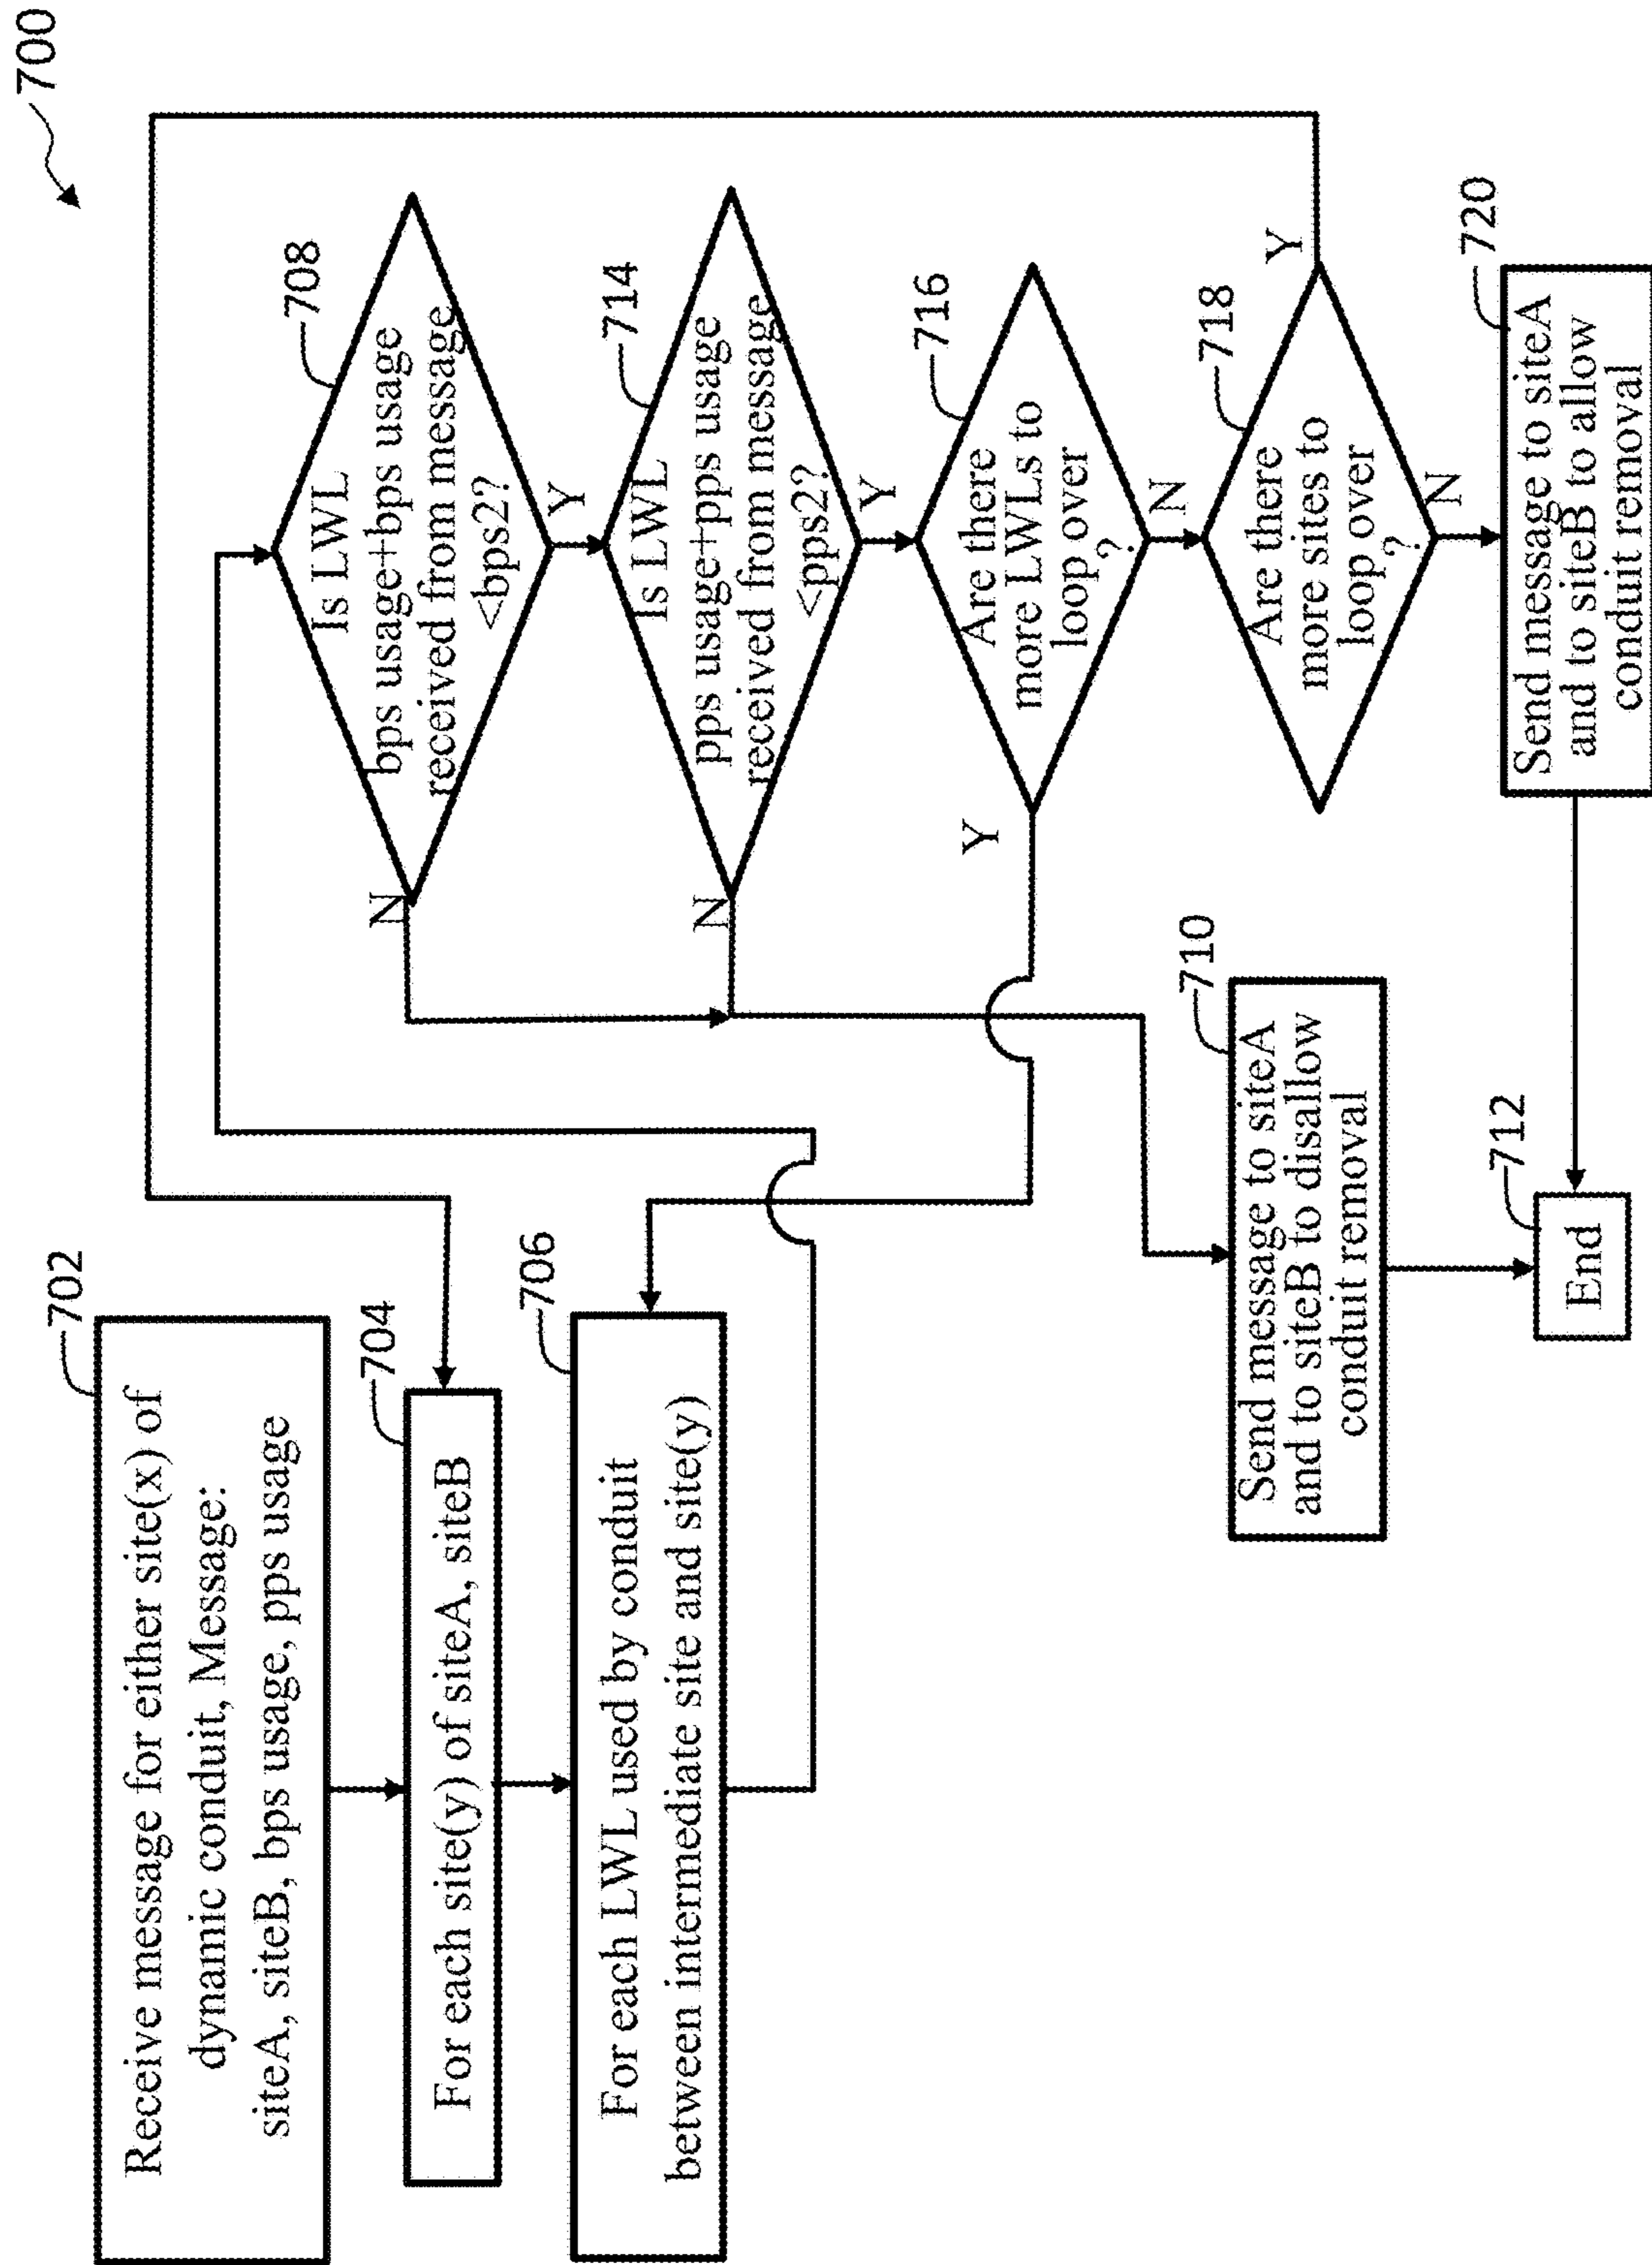 700
702
Receive message for either site(x) of
dynamic conduit, Message:
siteA, siteB, bps usage, pps usage
704
For each site(y) of siteA, siteB
706
For each LWL used by conduit
between intermediate site and site(y)
708
Is LWL
bps usage+bps usage
received from message
<bps2?
N
Y
714
Is LWL
pps usage+pps usage
received from message
<pps2?
N
Y
716
Are there
more LWLs to
loop over
?
Y
N
718
Are there
more sites to
loop over
?
Y
N
710
Send message to siteA
and to siteB to disallow
conduit removal
720
Send message to siteA
and to siteB to allow
conduit removal
712
End